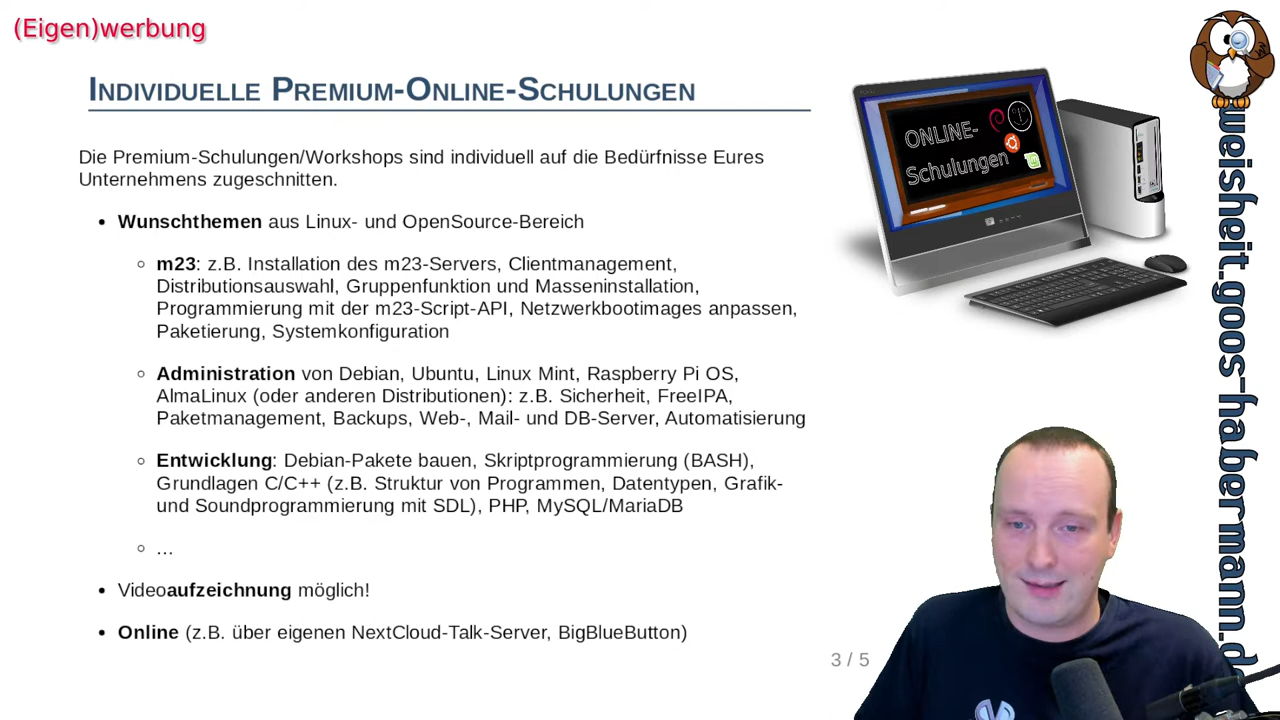 (Eigen)werbung
Individuelle Premium-Online-Schulungen
Die Premium-Schulungen/Workshops sind individuell auf die Bedürfnisse Eures
Unternehmens zugeschnitten.
• Wunschthemen aus Linux- und OpenSource-Bereich
◦ m23: z.B. Installation des m23-Servers, Clientmanagement,
Distributionsauswahl, Gruppenfunktion und Masseninstallation,
Programmierung mit der m23-Script-API, Netzwerkbootimages anpassen,
Paketierung, Systemkonfiguration
◦ Administration von Debian, Ubuntu, Linux Mint, Raspberry Pi OS,
AlmaLinux (oder anderen Distributionen): z.B. Sicherheit, FreeIPA,
Paketmanagement, Backups, Web-, Mail- und DB-Server, Automatisierung
◦ Entwicklung: Debian-Pakete bauen, Skriptprogrammierung (BASH),
Grundlagen C/C++ (z.B. Struktur von Programmen, Datentypen, Grafik-
und Soundprogrammierung mit SDL), PHP, MySQL/MariaDB
◦ ...
• Videoaufzeichnung möglich!
• Online (z.B. über eigenen NextCloud-Talk-Server, BigBlueButton)
3 / 5
ONLINE-
Schulungen
weisheit.goos-habermann.d